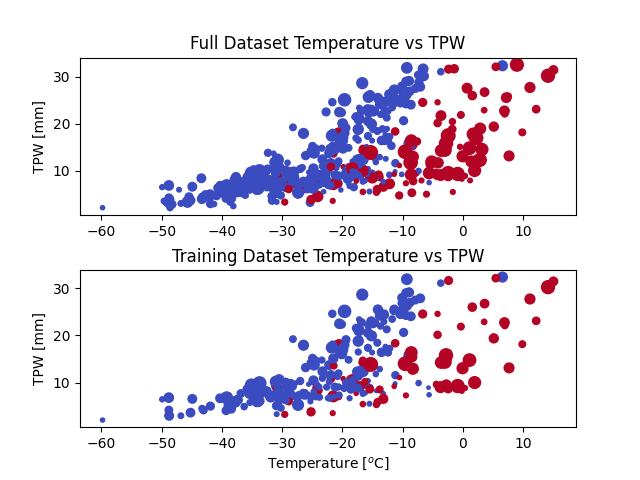 Full Dataset Temperature vs TPW
TPW [mm]
30
20
10
−60 −50 −40 −30 −20 −10 0 10
Training Dataset Temperature vs TPW
TPW [mm]
30
20
10
−60 −50 −40 −30 −20 −10 0 10
Temperature [°C]